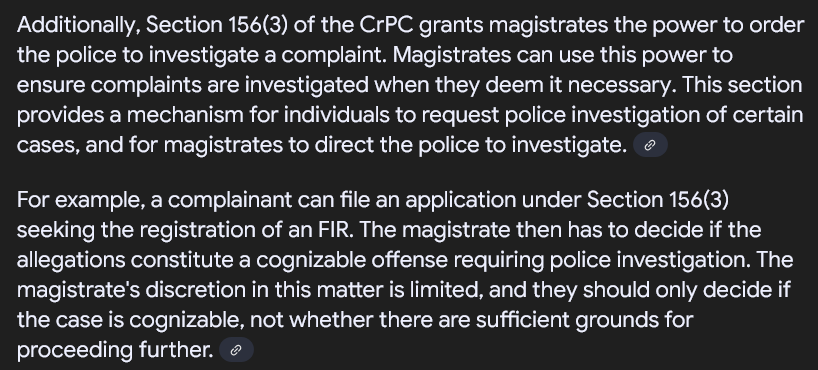 Additionally, Section 156(3) of the CrPC grants magistrates the power to order
the police to investigate a complaint. Magistrates can use this power to
ensure complaints are investigated when they deem it necessary. This section
provides a mechanism for individuals to request police investigation of certain
cases, and for magistrates to direct the police to investigate.
For example, a complainant can file an application under Section 156(3)
seeking the registration of an FIR. The magistrate then has to decide if the
allegations constitute a cognizable offense requiring police investigation. The
magistrate's discretion in this matter is limited, and they should only decide if
the case is cognizable, not whether there are sufficient grounds for
proceeding further.